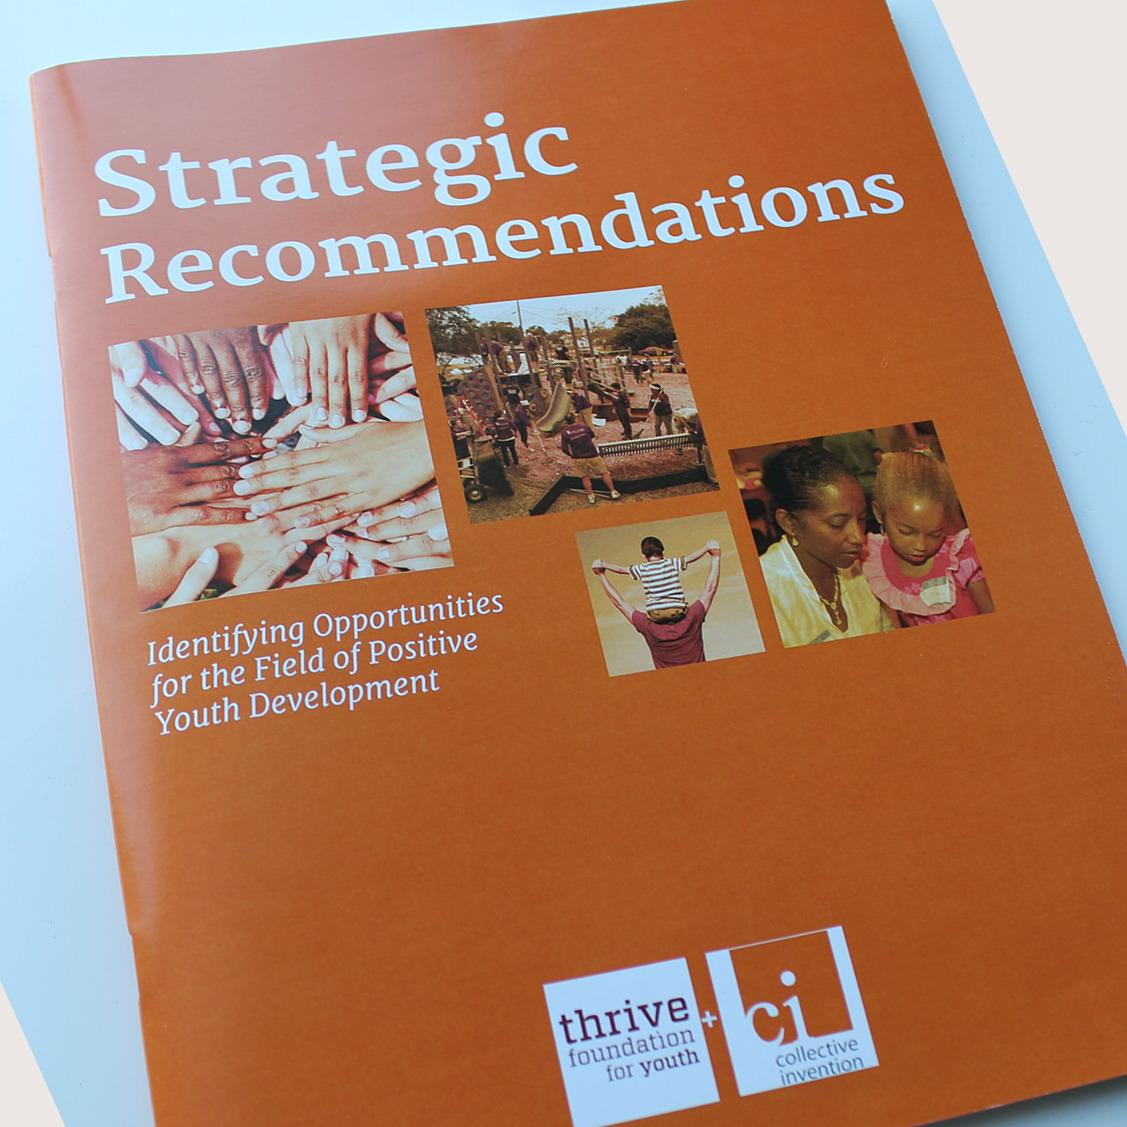 Strategic
Recommendations
Identifying Opportunities
for the Field of Positive
Youth Development
thrive
foundation
for youth
+
ci
collective
invention